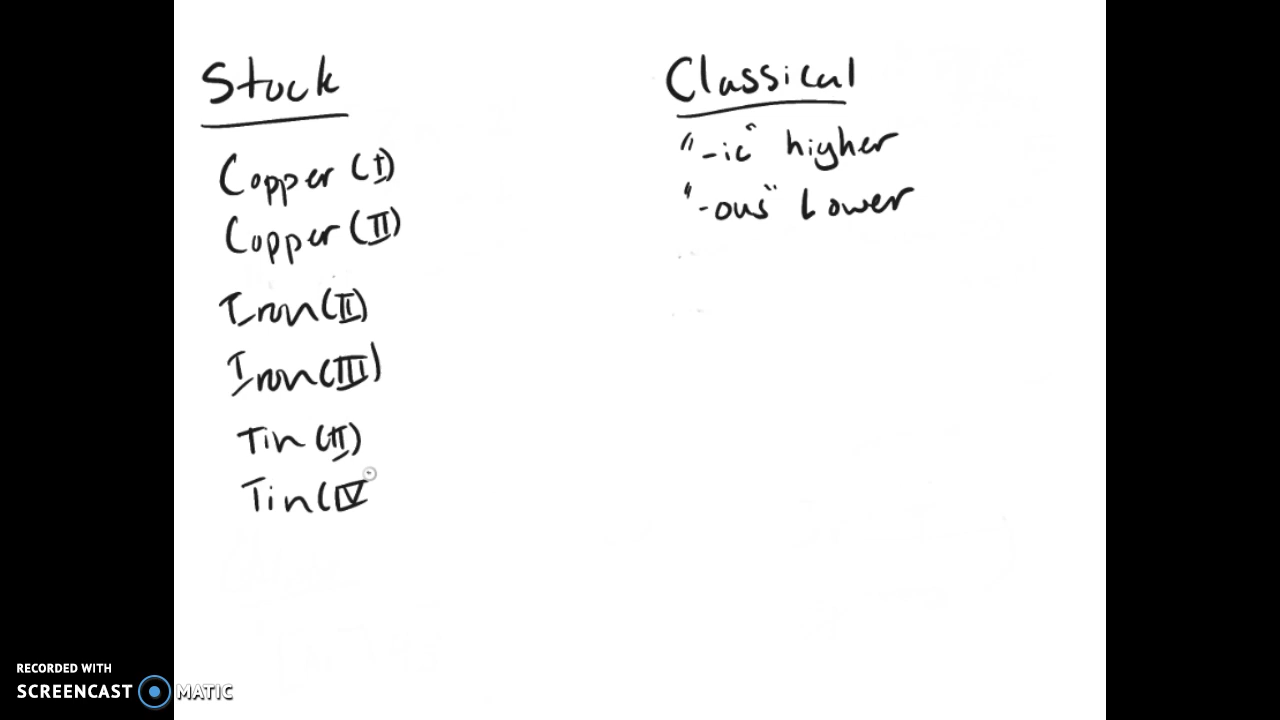 Stock
Copper (I)
Copper (II)
Iron (II)
Iron (III)
Tin (II)
Tin (IV
Classical
"-ic" higher
"-ous" Lower
RECORDED WITH
SCREENCAST MATIC